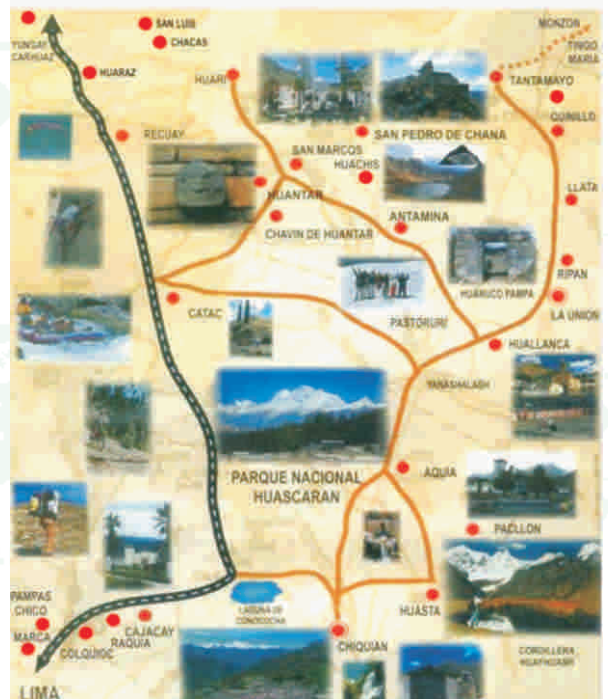 SAN LUIS
CHACAS
MONZON
YUNGAY
CARHUAZ
TINGO
MARIA
HUARAZ
HUARI
TANTAMAYO
RECUAY
SAN PEDRO DE CHANA
SAN MARCOS
HUACHIS
HUANTAR
LLATA
CHAVIN DE HUANTAR
ANTAMINA
RIPAN
HUANUCO PAMPA
CATAC
PASTORURI
LA UNION
HUALLANCA
YANASHALASH
PARQUE NACIONAL
HUASCARAN
AQUIA
PACLLON
PAMPAS
CHICO
LAGUNA DE
CONOCOCHA
HUASTA
MARCA
CAJACAY
RAQUIA
COLQUIOC
CHIQUIAN
CORDILLERA
HUAYHUASH
LIMA